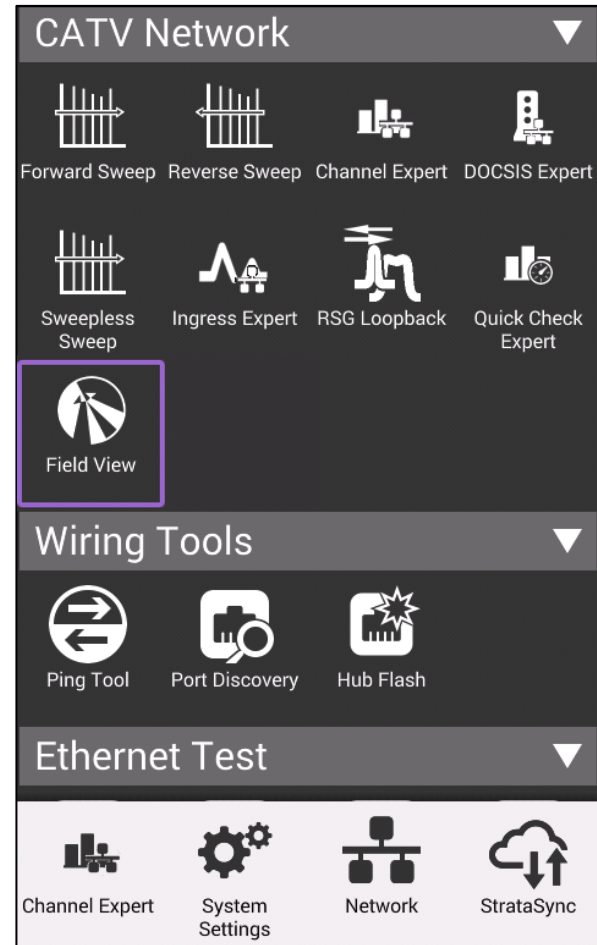 CATV Network
Forward Sweep
Reverse Sweep
Channel Expert
DOCSIS Expert
Sweepless
Sweep
Ingress Expert
RSG Loopback
Quick Check
Expert
Field View
Wiring Tools
Ping Tool
Port Discovery
Hub Flash
Ethernet Test
Channel Expert
System
Settings
Network
StrataSync